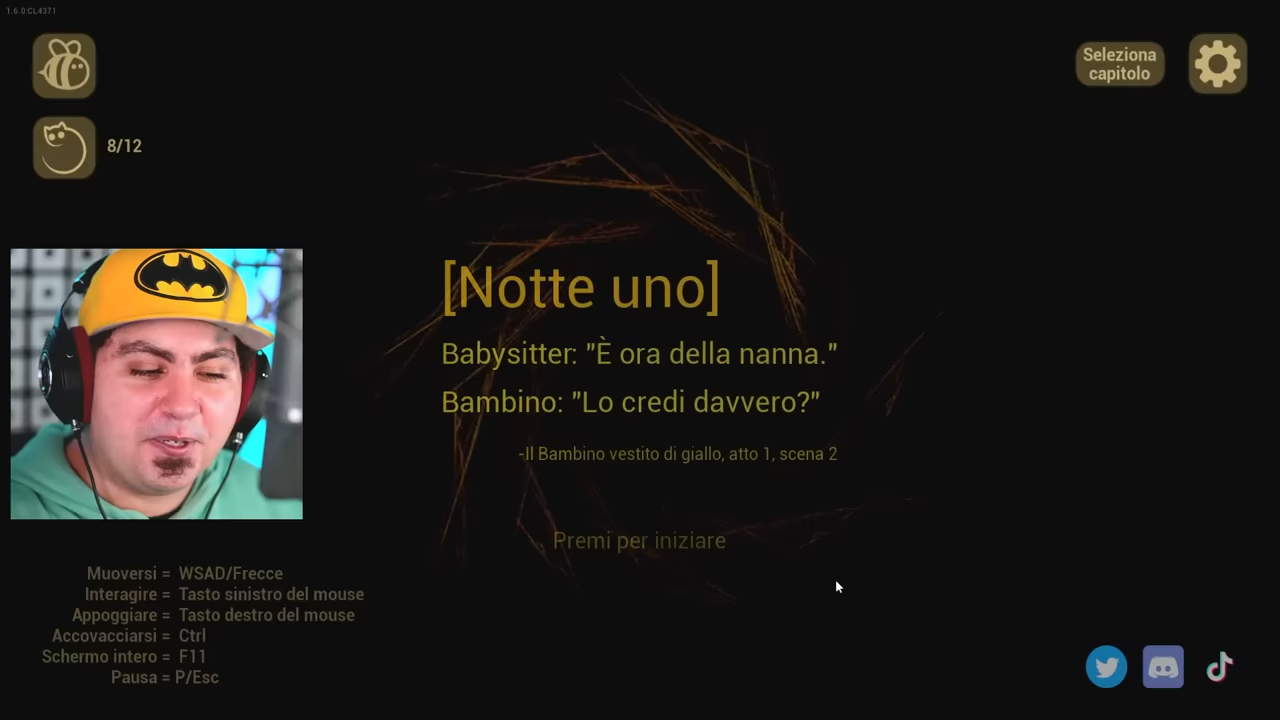 1.6.0:CL4371
Seleziona
capitolo
8/12
[Notte uno]
Babysitter: "È ora della nanna."
Bambino: "Lo credi davvero?"
-Il Bambino vestito di giallo, atto 1, scena 2
Premi per iniziare
Muoversi = WSAD/Frecce
Interagire = Tasto sinistro del mouse
Appoggiare = Tasto destro del mouse
Accovacciarsi = Ctrl
Schermo intero = F11
Pausa = P/Esc